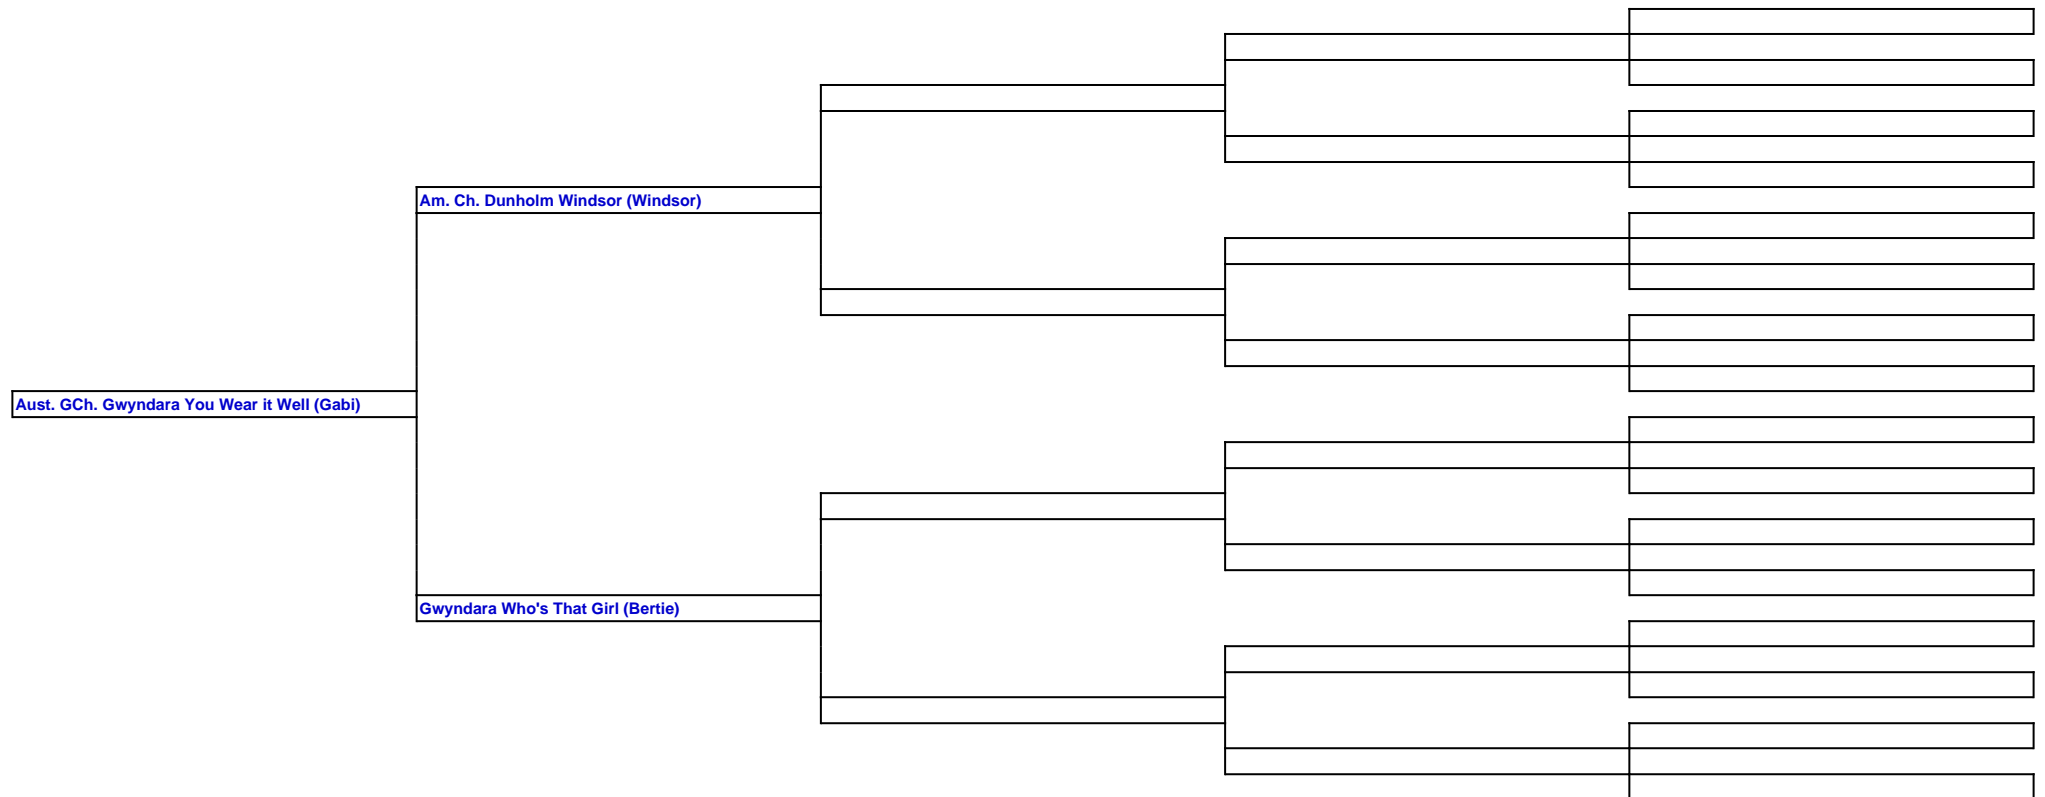 Am. Ch. Dunholm Windsor (Windsor)
Aust. GCh. Gwyndara You Wear it Well (Gabi)
Gwyndara Who's That Girl (Bertie)